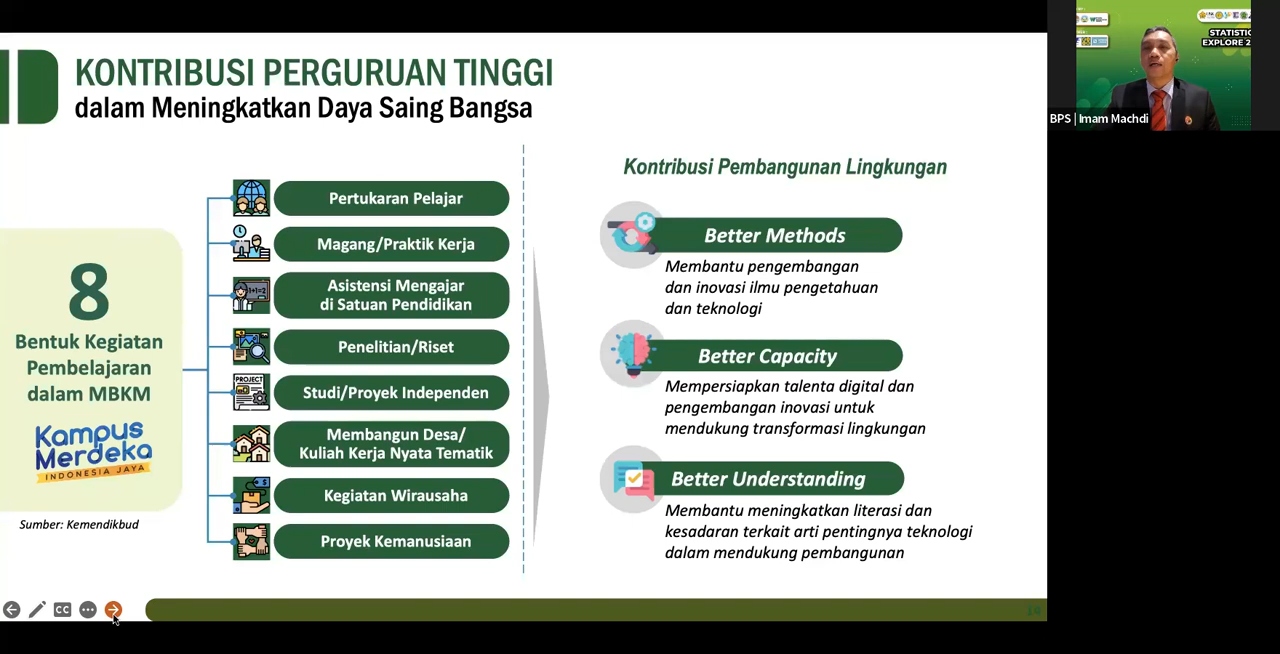 KONTRIBUSI PERGURUAN TINGGI
dalam Meningkatkan Daya Saing Bangsa
8
Bentuk Kegiatan
Pembelajaran
dalam MBKM
Kampus
Merdeka
INDONESIA JAYA
Sumber: Kemendikbud
Pertukaran Pelajar
Magang/Praktik Kerja
1+1=2
Asistensi Mengajar
di Satuan Pendidikan
Penelitian/Riset
PROJECT
Studi/Proyek Independen
Membangun Desa/
Kuliah Kerja Nyata Tematik
$
Kegiatan Wirausaha
Proyek Kemanusiaan
Kontribusi Pembangunan Lingkungan
Better Methods
Membantu pengembangan
dan inovasi ilmu pengetahuan
dan teknologi
Better Capacity
Mempersiapkan talenta digital dan
pengembangan inovasi untuk
mendukung transformasi lingkungan
Better Understanding
Membantu meningkatkan literasi dan
kesadaran terkait arti pentingnya teknologi
dalam mendukung pembangunan
CC
STATISTIC
EXPLORE 2
BPS | Imam Machdi